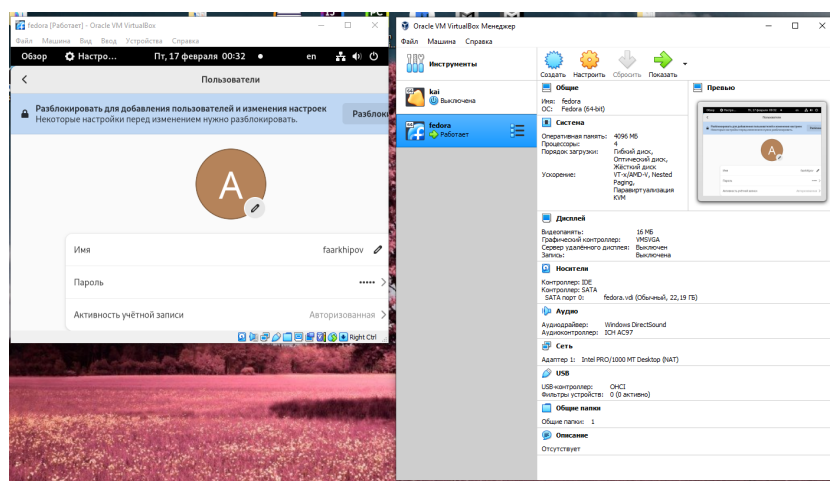 fedora [Работает] - Oracle VM VirtualBox
Файл Машина Вид Ввод Устройства Справка
Обзор Настро... Пт, 17 февраля 00:32 en
Пользователи
Разблокировать для добавления пользователей и изменения настроек
Некоторые настройки перед изменением нужно разблокировать.
Разблок
A
Имя faarkhipov
Пароль •••••
Активность учётной записи Авторизованная
Right Ctrl
Oracle VM VirtualBox Менеджер
Файл Машина Справка
Инструменты
Создать Настроить Сбросить Показать
kai
Выключена
fedora
Работает
Общие
Имя: fedora
ОС: Fedora (64-bit)
Превью
Система
Оперативная память: 4096 МБ
Процессоры: 4
Порядок загрузки: Гибкий диск,
Оптический диск,
Жёсткий диск
Ускорение: VT-x/AMD-V, Nested
Paging,
Паравиртуализация
KVM
Дисплей
Видеопамять: 16 МБ
Графический контроллер: VMSVGA
Сервер удалённого дисплея: Выключен
Запись: Выключена
Носители
Контроллер: IDE
Контроллер: SATA
SATA порт 0: fedora.vdi (Обычный, 22,19 ГБ)
Аудио
Аудиодрайвер: Windows DirectSound
Аудиоконтроллер: ICH AC97
Сеть
Адаптер 1: Intel PRO/1000 MT Desktop (NAT)
USB
USB-контроллер: OHCI
Фильтры устройств: 0 (0 активно)
Общие папки
Общие папки: 1
Описание
Отсутствует